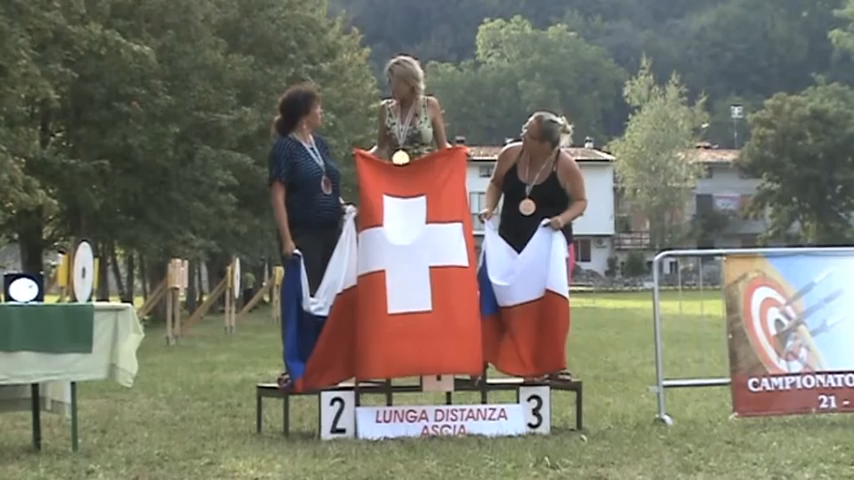 2
LUNGA DISTANZA
ASCIA
3
CAMPIONATO
21 -